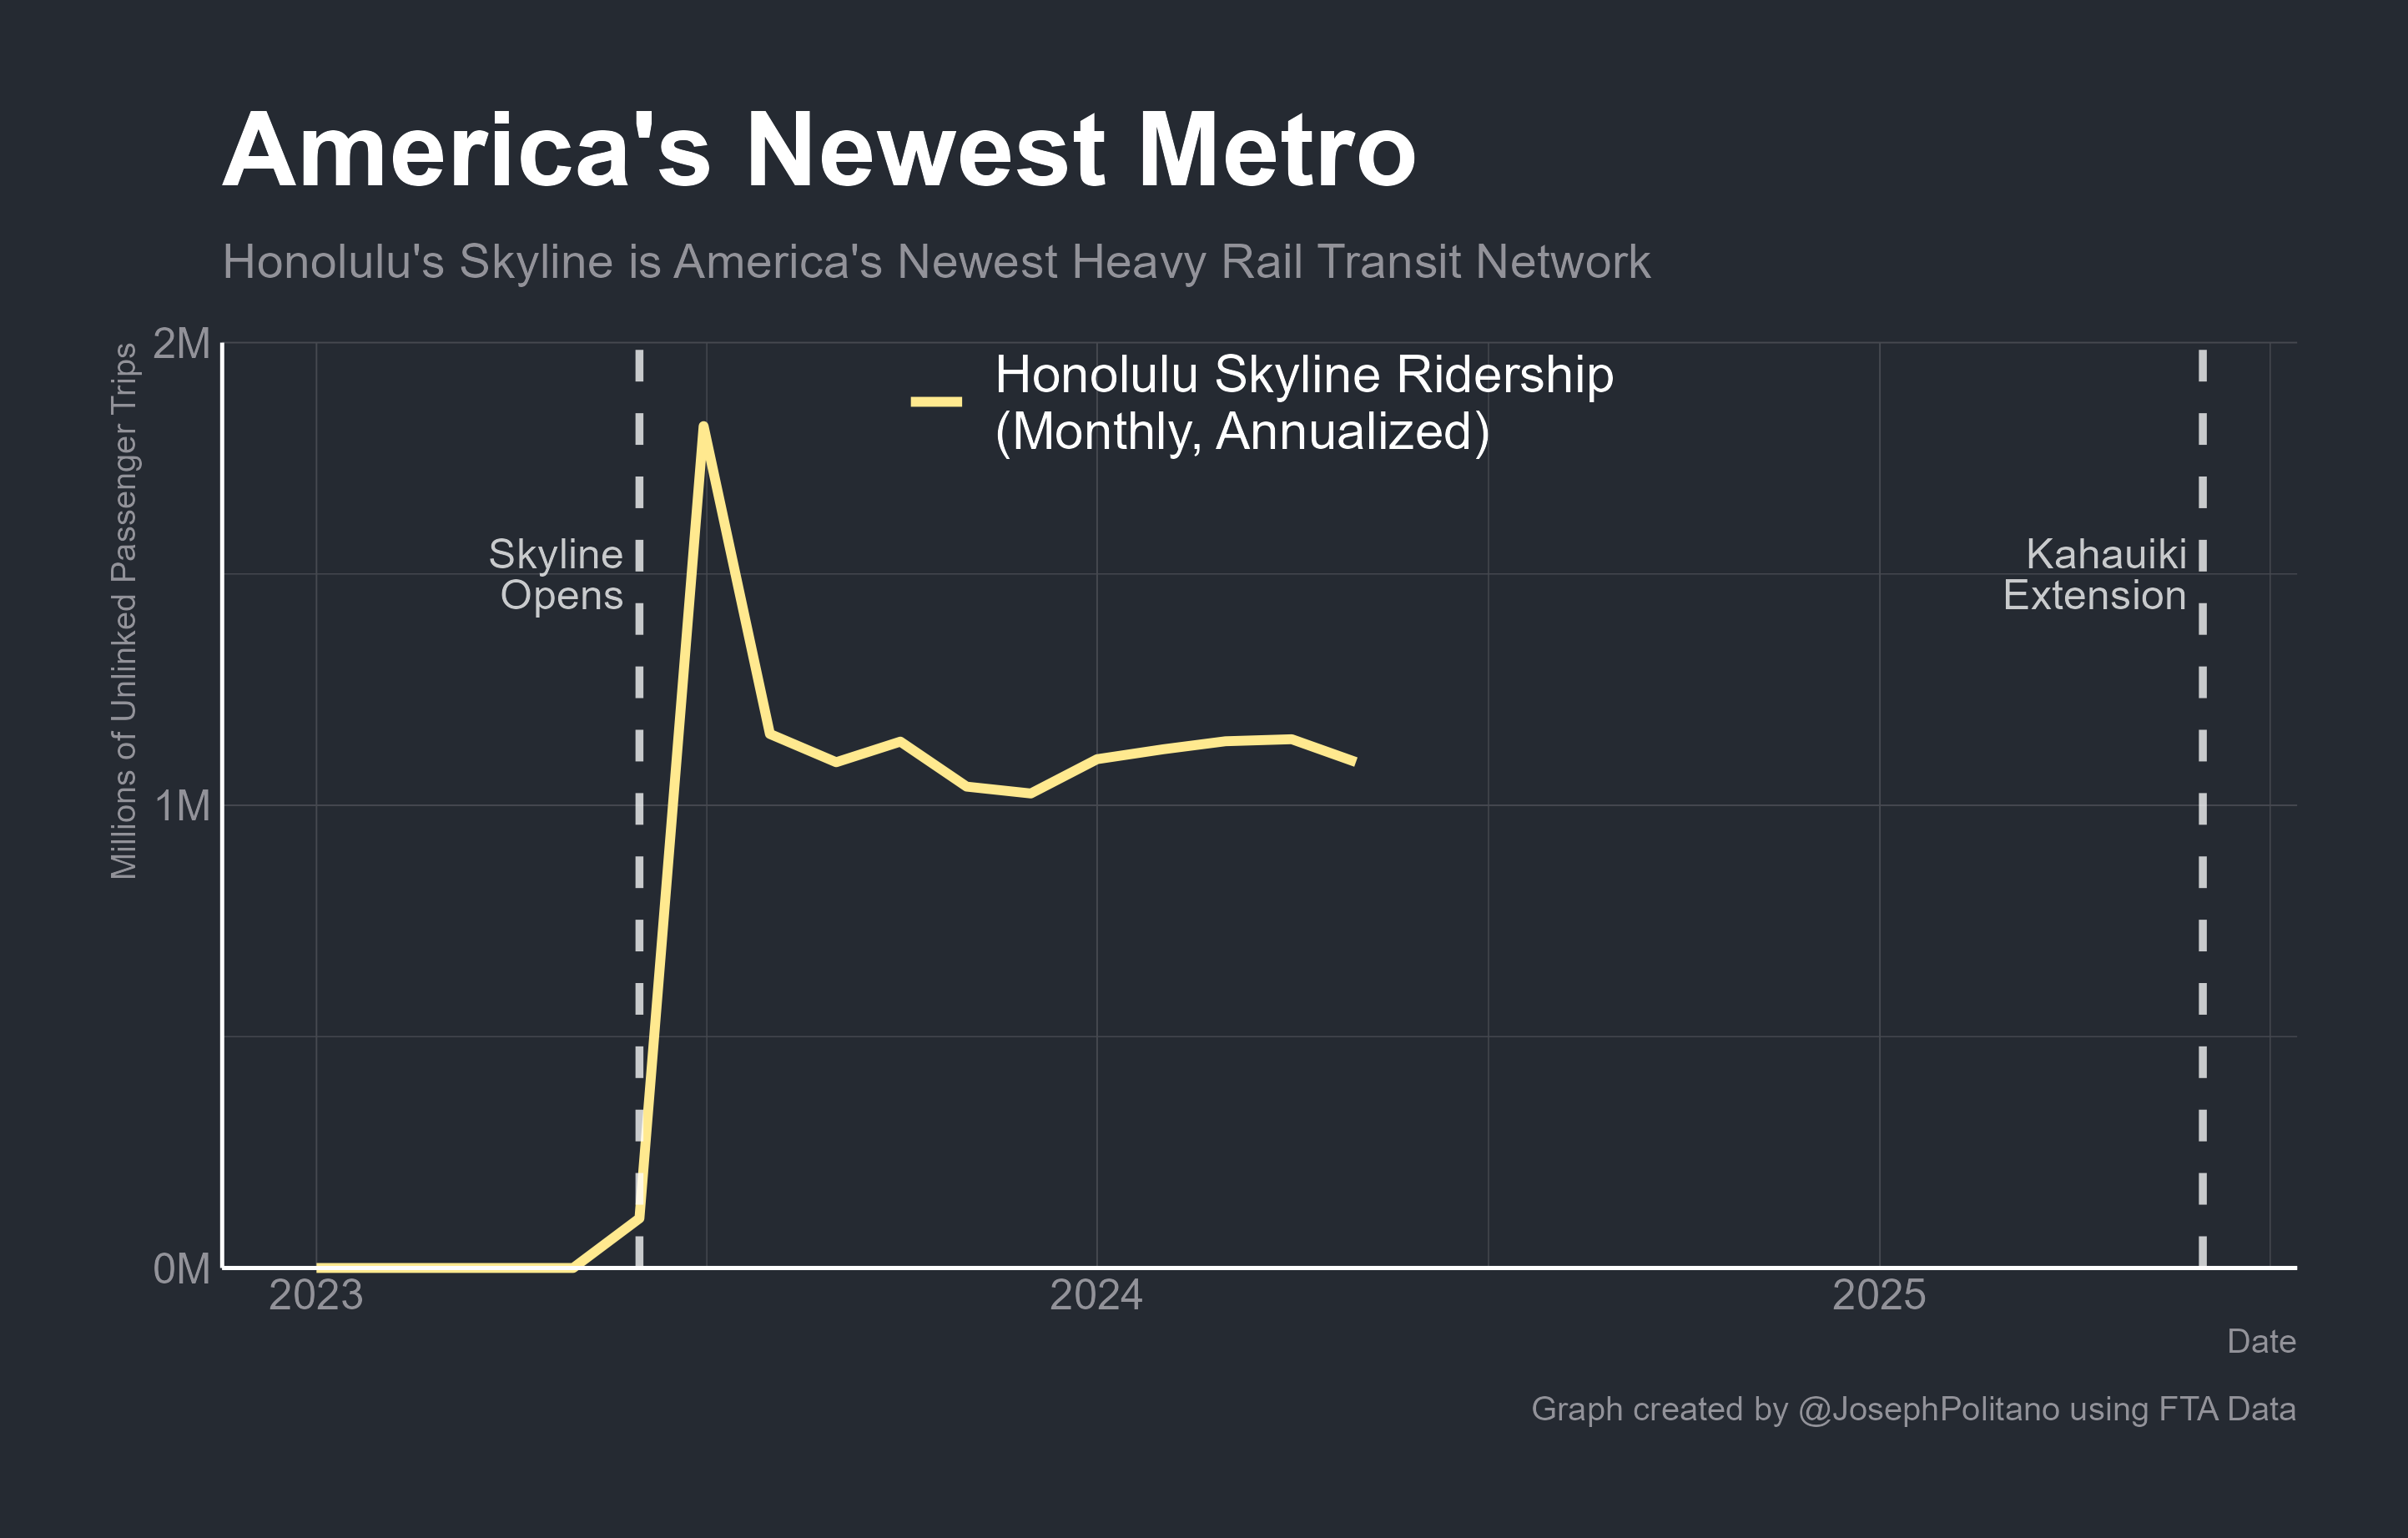 America's Newest Metro
Honolulu's Skyline is America's Newest Heavy Rail Transit Network
Millions of Unlinked Passenger Trips
2M
1M
0M
Honolulu Skyline Ridership
(Monthly, Annualized)
Skyline
Opens
Kahauiki
Extension
2023
2024
2025
Date
Graph created by @JosephPolitano using FTA Data